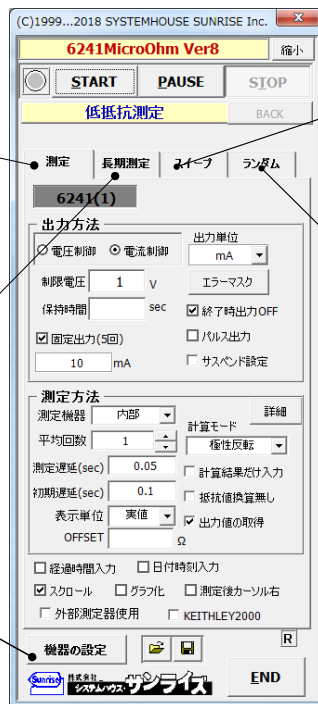 (C)1999...2018 SYSTEMHOUSE SUNRISE Inc.
6241MicroOhm Ver8 縮小
START PAUSE STOP
低抵抗測定 BACK
測定 長期測定 スイープ ランダム
6241(1)
出力方法
電圧制御 電流制御 出力単位
mA
制限電圧 1 V エラーマスク
保持時間 sec 終了時出力OFF
固定出力(5回) パルス出力
10 mA サスペンド設定
測定方法
測定機器 内部 詳細
計算モード
平均回数 1 極性反転
測定遅延(sec) 0.05 計算結果だけ入力
初期遅延(sec) 0.1 抵抗値換算無し
表示単位 実値 出力値の取得
OFFSET Ω
経過時間入力 日付時刻入力
スクロール グラフ化 測定後カーソル右
外部測定器使用 KEITHLEY2000
R
機器の設定
Sunrise 株式会社 システムハウス・サンライズ END